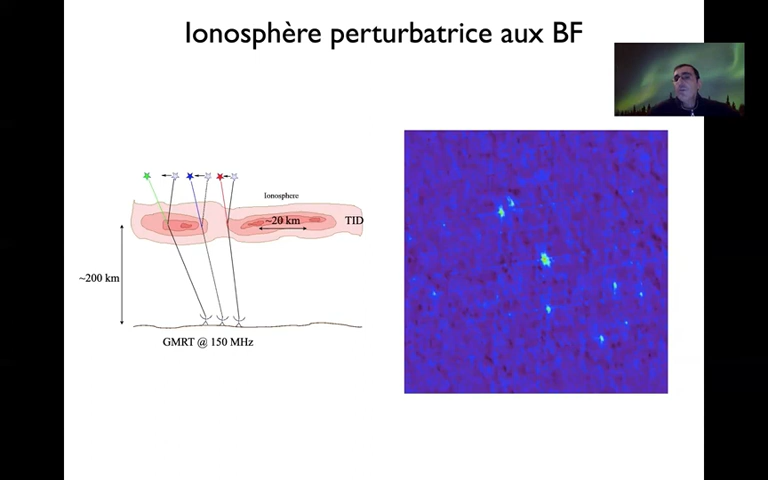 Ionosphère perturbatrice aux BF
Ionosphere
~20 km
TID
~200 km
GMRT @ 150 MHz